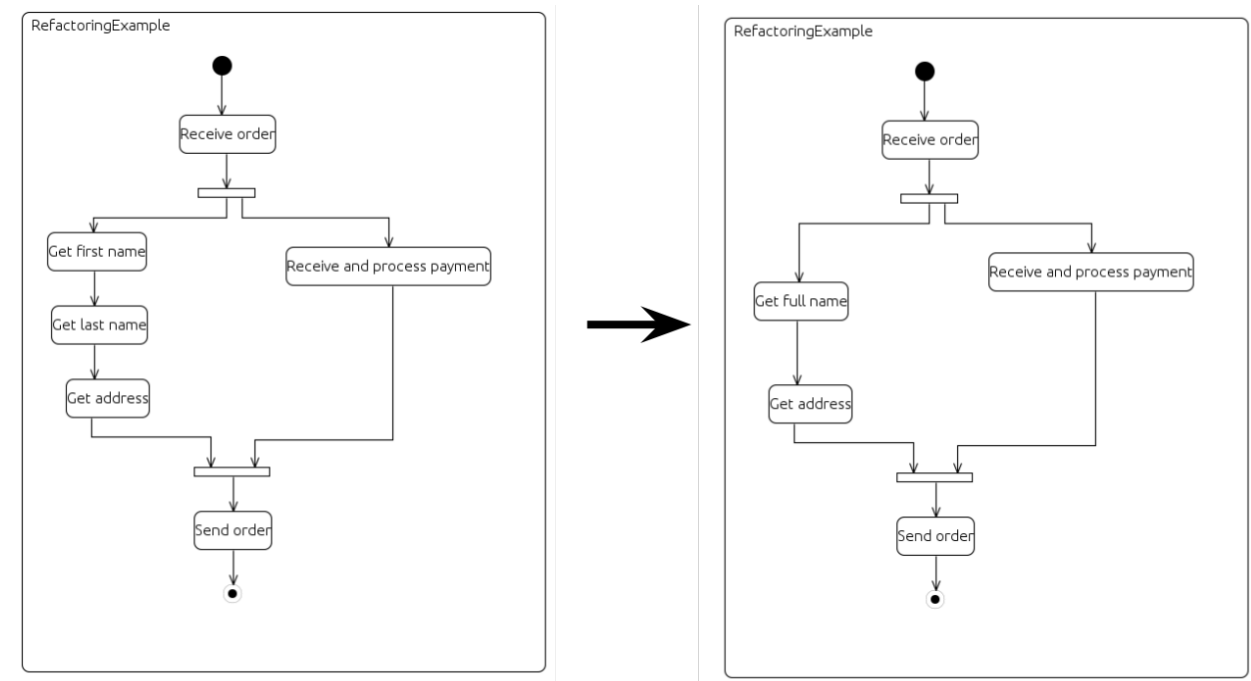 RefactoringExample
Receive order
Get first name
Receive and process payment
Get last name
Get address
Send order
RefactoringExample
Receive order
Receive and process payment
Get full name
Get address
Send order